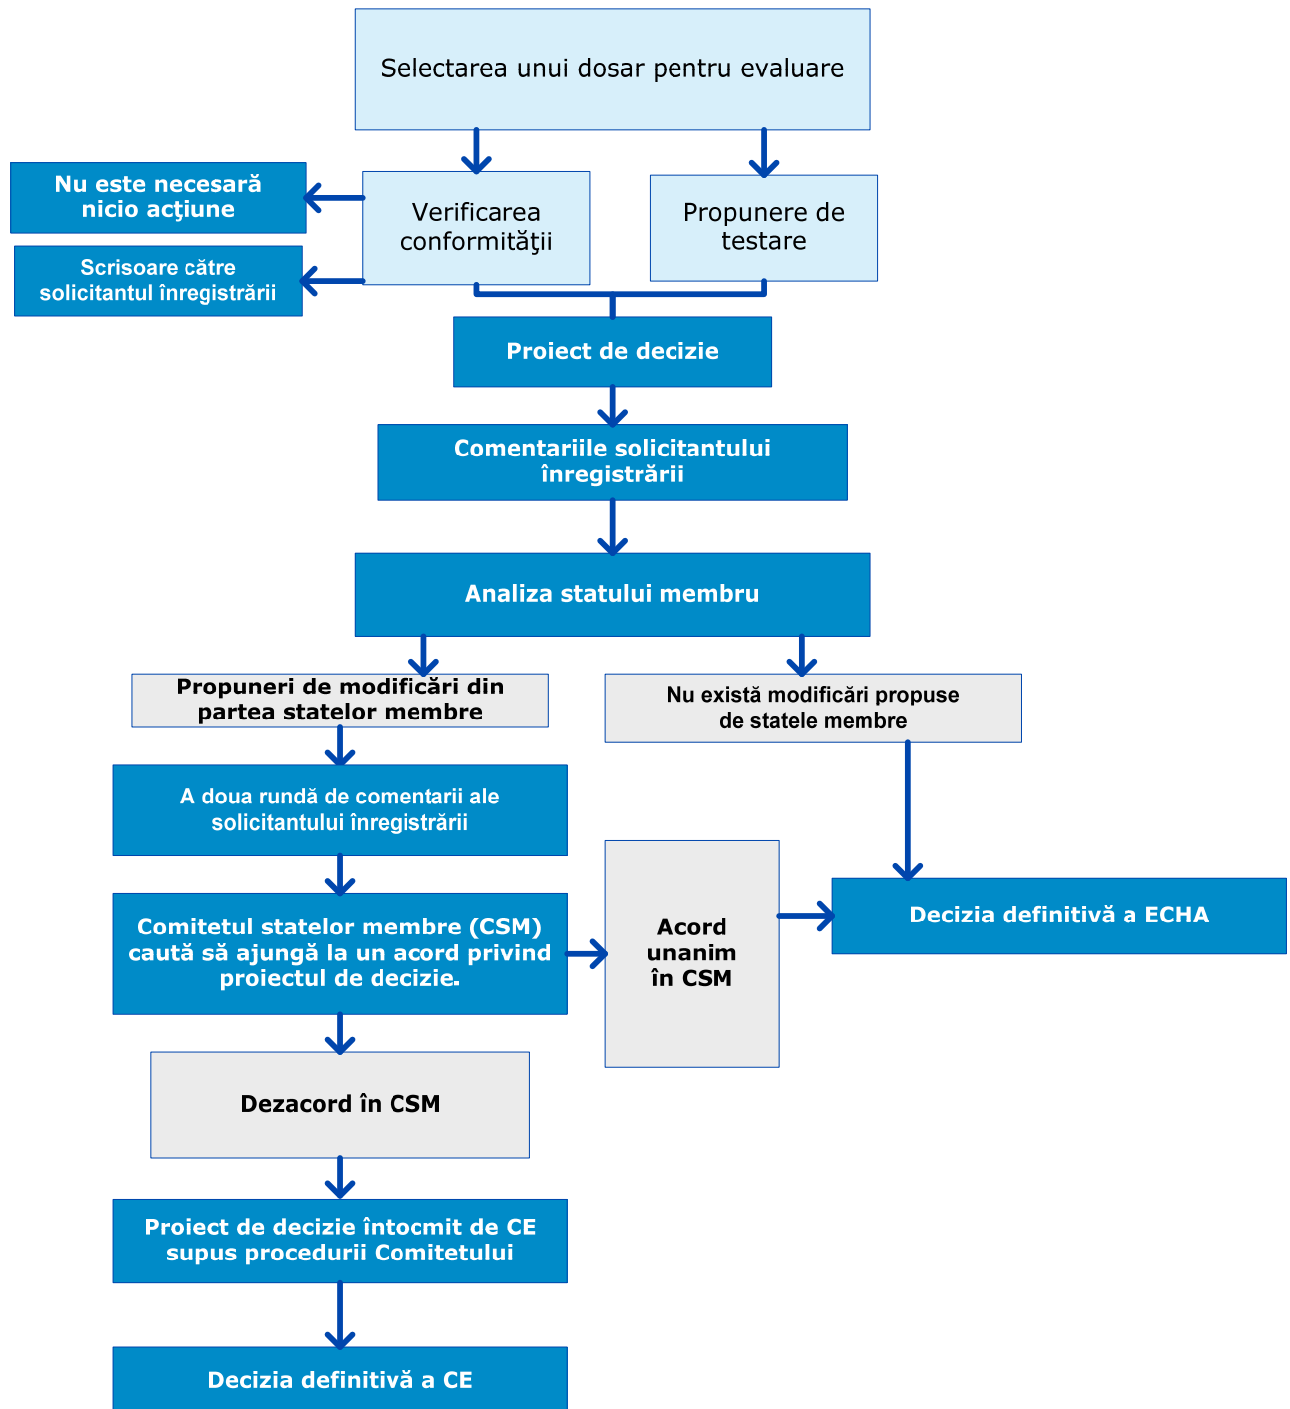 Selectarea unui dosar pentru evaluare
Nu este necesară
nicio acţiune
Verificarea
conformităţii
Propunere de
testare
Scrisoare către
solicitantul înregistrării
Proiect de decizie
Comentariile solicitantului
înregistrării
Analiza statului membru
Propuneri de modificări din
partea statelor membre
Nu există modificări propuse
de statele membre
A doua rundă de comentarii ale
solicitantului înregistrării
Comitetul statelor membre (CSM)
caută să ajungă la un acord privind
proiectul de decizie.
Acord
unanim
în CSM
Decizia definitivă a ECHA
Dezacord în CSM
Proiect de decizie întocmit de CE
supus procedurii Comitetului
Decizia definitivă a CE